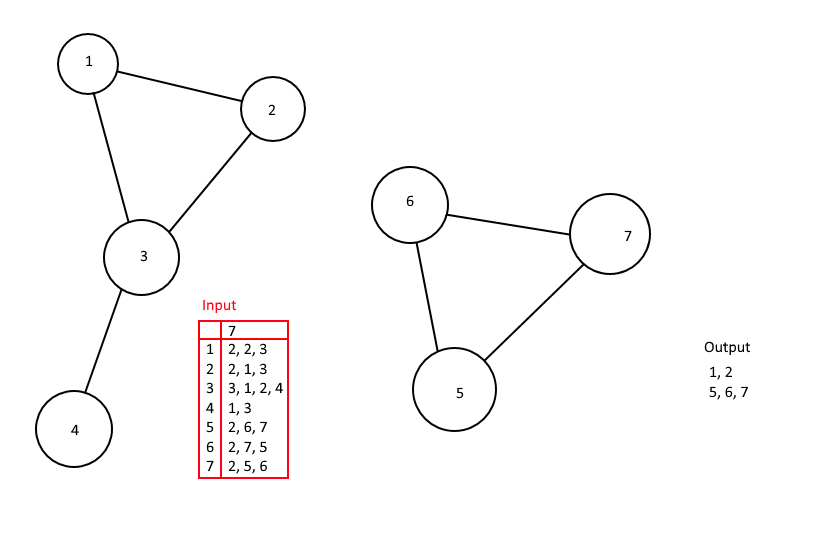 1
2
3
4
6
7
5
Input
7
1 2, 2, 3
2 2, 1, 3
3 3, 1, 2, 4
4 1, 3
5 2, 6, 7
6 2, 7, 5
7 2, 5, 6
Output
1, 2
5, 6, 7